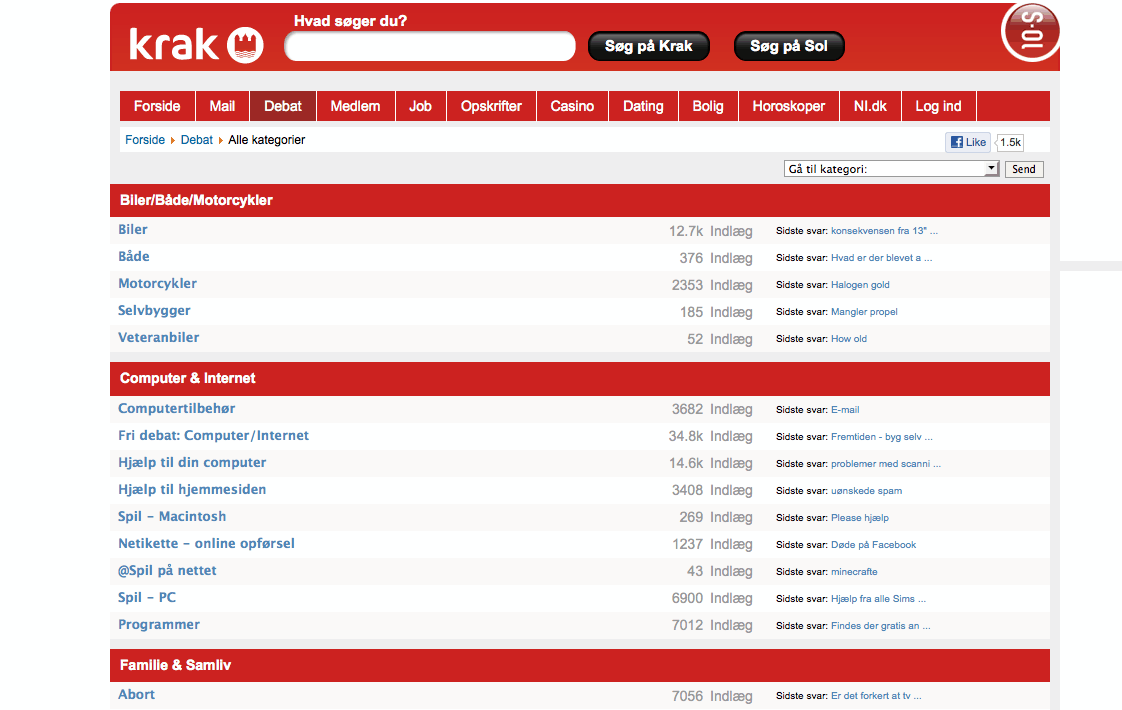 Hvad søger du?
krak
Søg på Krak
Søg på Sol
S-OL
Forside
Mail
Debat
Medlem
Job
Opskrifter
Casino
Dating
Bolig
Horoskoper
NI.dk
Log ind
Forside Debat Alle kategorier
Like 1.5k
Gå til kategori: Send
Biler/Både/Motorcykler
Biler 12.7k Indlæg Sidste svar: konsekvensen fra 13" ...
Både 376 Indlæg Sidste svar: Hvad er der blevet a ...
Motorcykler 2353 Indlæg Sidste svar: Halogen gold
Selvbygger 185 Indlæg Sidste svar: Mangler propel
Veteranbiler 52 Indlæg Sidste svar: How old
Computer & Internet
Computertilbehør 3682 Indlæg Sidste svar: E-mail
Fri debat: Computer/Internet 34.8k Indlæg Sidste svar: Fremtiden - byg selv ...
Hjælp til din computer 14.6k Indlæg Sidste svar: problemer med scanni ...
Hjælp til hjemmesiden 3408 Indlæg Sidste svar: uønskede spam
Spil – Macintosh 269 Indlæg Sidste svar: Please hjælp
Netikette – online opførsel 1237 Indlæg Sidste svar: Døde på Facebook
@Spil på nettet 43 Indlæg Sidste svar: minecrafte
Spil – PC 6900 Indlæg Sidste svar: Hjælp fra alle Sims ...
Programmer 7012 Indlæg Sidste svar: Findes der gratis an ...
Familie & Samliv
Abort 7056 Indlæg Sidste svar: Er det forkert at tv ...